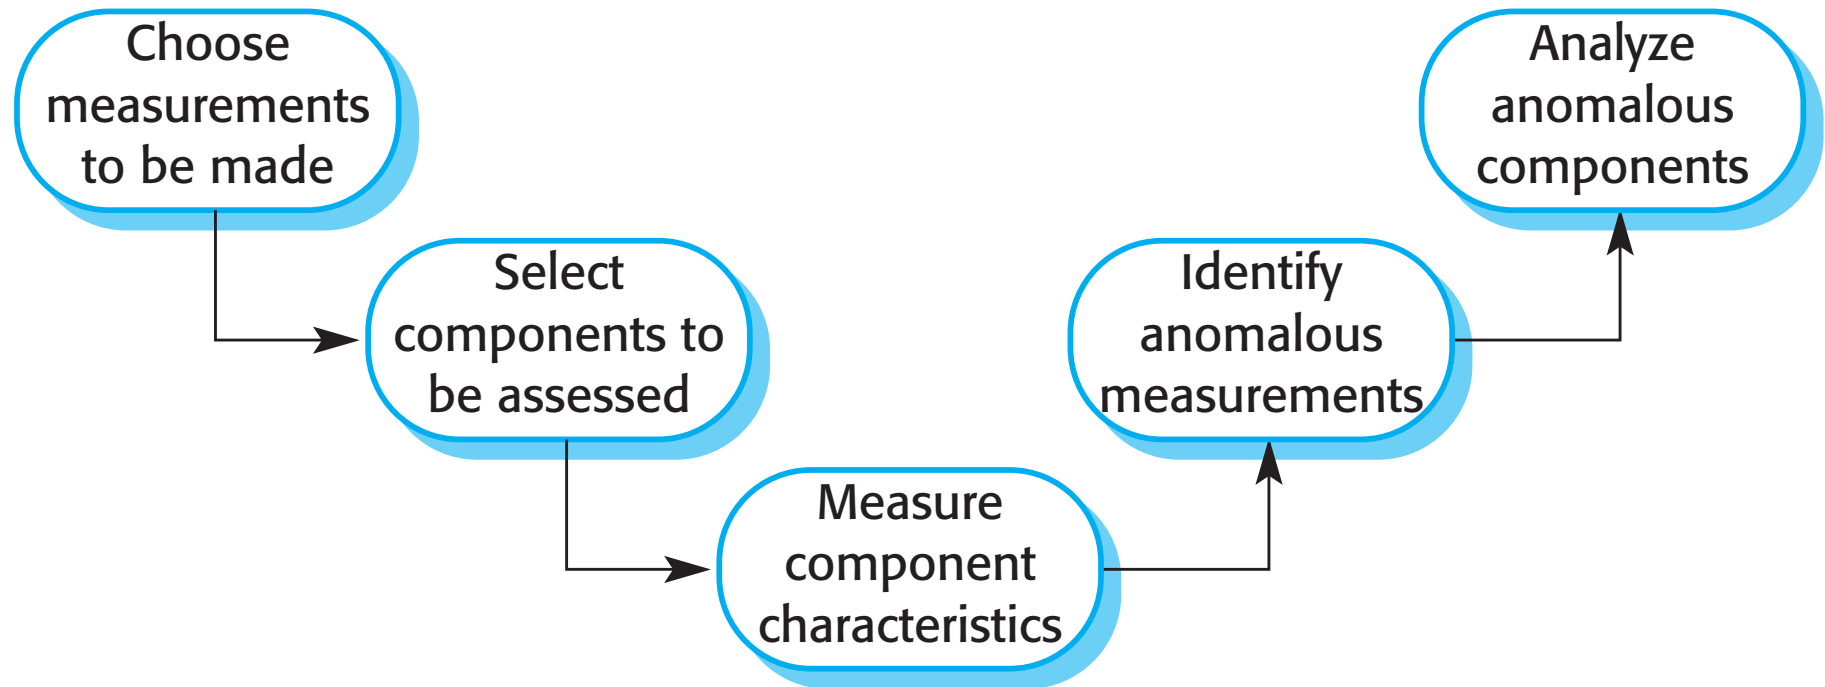 Choose
measurements
to be made
Select
components to
be assessed
Measure
component
characteristics
Identify
anomalous
measurements
Analyze
anomalous
components